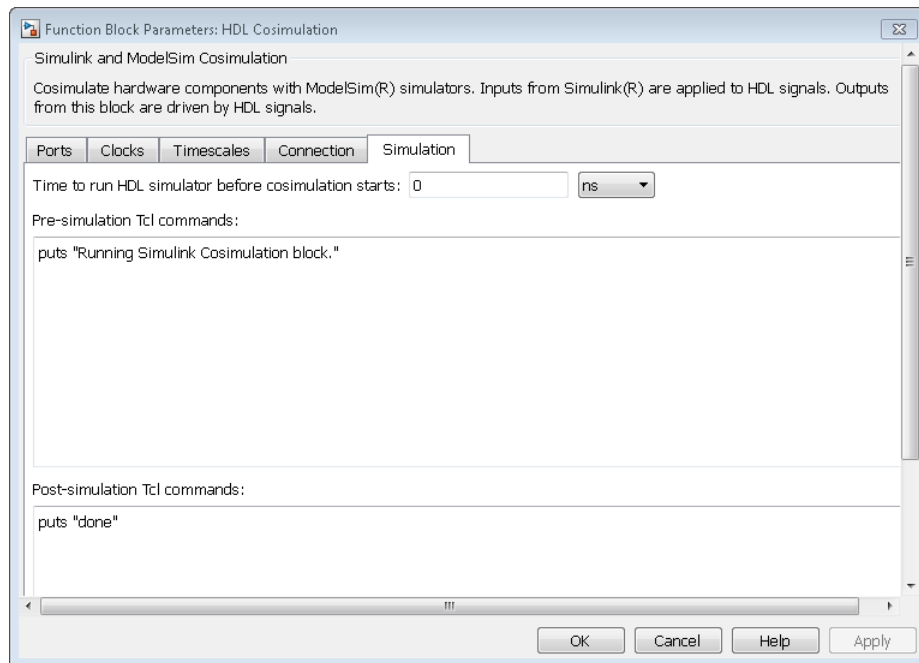 Function Block Parameters: HDL Cosimulation
Simulink and ModelSim Cosimulation
Cosimulate hardware components with ModelSim(R) simulators. Inputs from Simulink(R) are applied to HDL signals. Outputs
from this block are driven by HDL signals.
Ports Clocks Timescales Connection Simulation
Time to run HDL simulator before cosimulation starts: 0 ns
Pre-simulation Tcl commands:
puts "Running Simulink Cosimulation block."
Post-simulation Tcl commands:
puts "done"
OK Cancel Help Apply